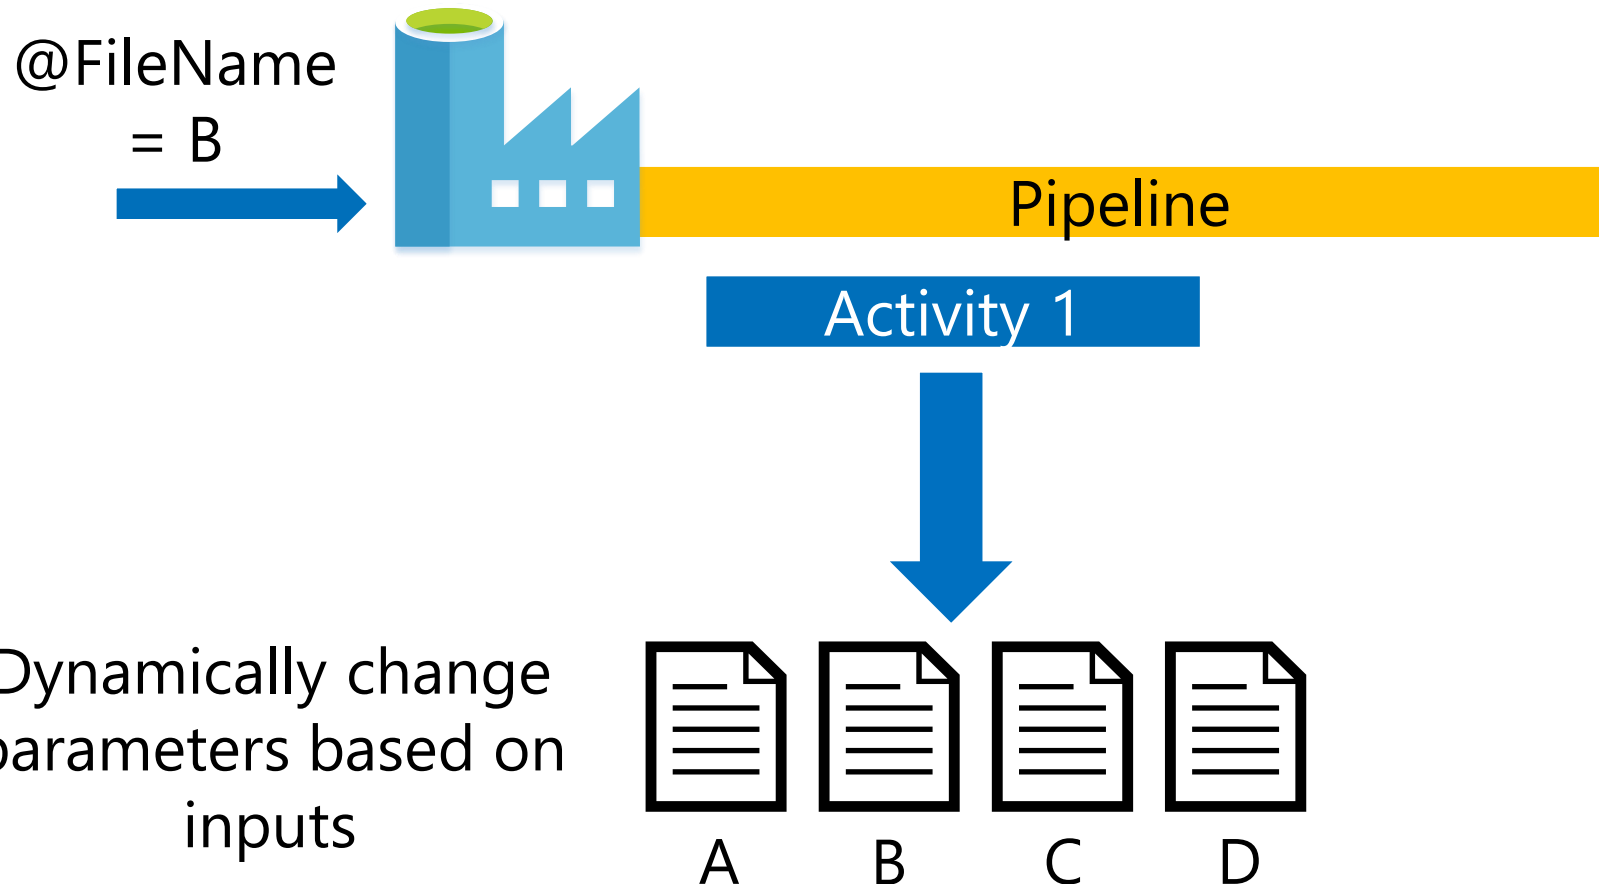 @FileName
= B
Pipeline
Activity 1
Dynamically change
parameters based on
inputs
A B C D